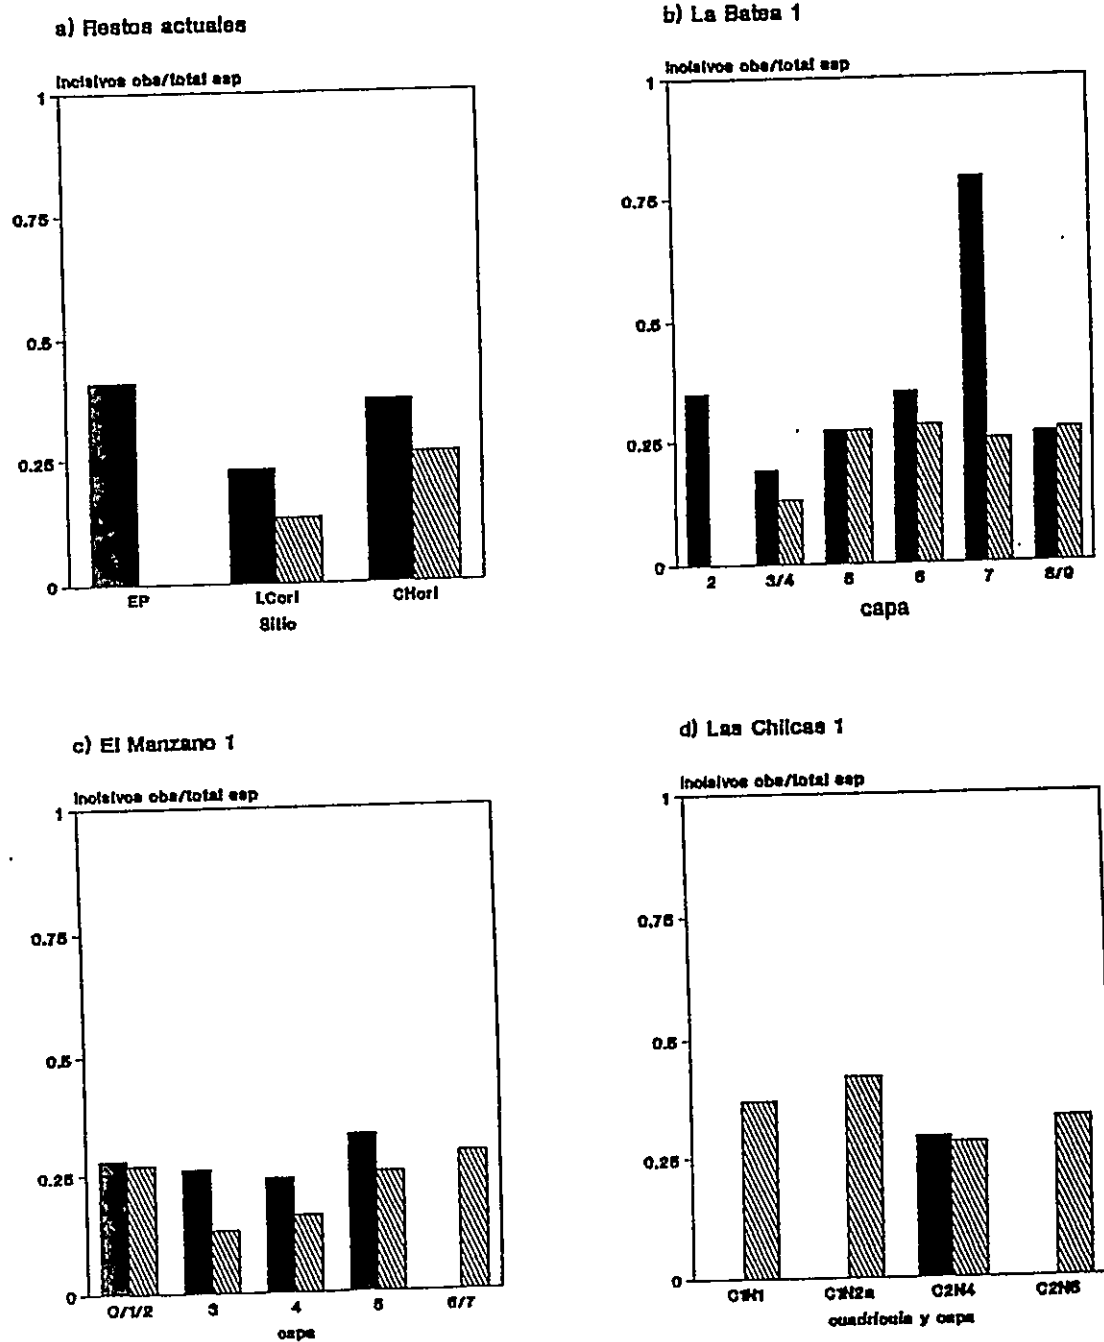 a) Restos actuales
Incisivos obs/total esp
1
0.75
0.5
0.25
0
EP
LCorI
CHorI
Sitio
b) La Batea 1
Incisivos obs/total esp
1
0.75
0.5
0.25
0
2
3/4
5
6
7
8/9
capa
c) El Manzano 1
Incisivos obs/total esp
1
0.75
0.5
0.25
0
0/1/2
3
4
5
6/7
capa
d) Las Chilcas 1
Incisivos obs/total esp
1
0.75
0.5
0.25
0
C1N1
C1N2a
C2N4
cuadricula y capa